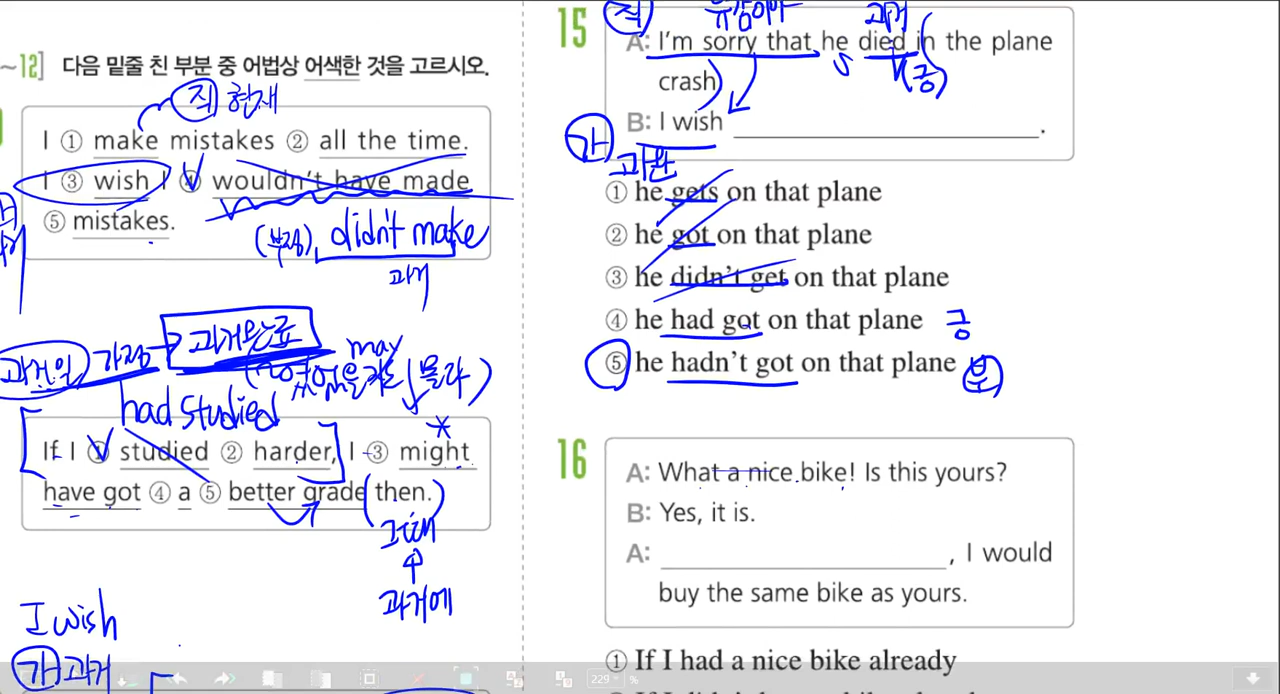 ~12] 다음 밑줄 친 부분 중 어법상 어색한 것을 고르시오.
직 현재
I ① make mistakes ② all the time.
I ③ wish I ④ wouldn't have made
⑤ mistakes.
(부정), didn't make
과거
과거의 가정 → 과거완료
may
몰라)
had studied
If I ① studied ② harder, I ③ might
have got ④ a ⑤ better grade then.
그때
과거에
I wish
가 과거
15
직
유감이야
과거
A: I'm sorry that he died in the plane
crash
(긍)
B: I wish ____.
가
과완
① he gets on that plane
② he got on that plane
③ he didn't get on that plane
④ he had got on that plane 긍
⑤ he hadn't got on that plane 부
16
A: What a nice bike! Is this yours?
B: Yes, it is.
A: ____, I would
buy the same bike as yours.
① If I had a nice bike already
229 %